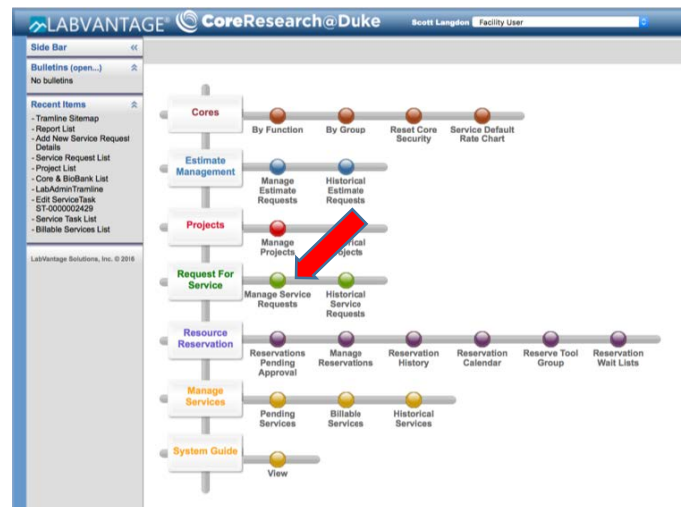 LABVANTAGE® CoreResearch@Duke Scott Langdon Facility User
Side Bar «
Bulletins (open...)
No bulletins
Recent Items
- Tramline Sitemap
- Report List
- Add New Service Request
Details
- Service Request List
- Project List
- Core & BioBank List
- LabAdminTramline
- Edit ServiceTask
ST-0000002429
- Service Task List
- Billable Services List
LabVantage Solutions, Inc. © 2018
Cores
By Function
By Group
Reset Core
Security
Service Default
Rate Chart
Estimate
Management
Manage
Estimate
Requests
Historical
Estimate
Requests
Projects
Manage
Projects
Request For
Service
Manage Service
Requests
Historical
Service
Requests
Resource
Reservation
Reservations
Pending
Approval
Manage
Reservations
Reservation
History
Reservation
Calendar
Reserve Tool
Group
Reservation
Wait Lists
Manage
Services
Pending
Services
Billable
Services
Historical
Services
System Guide
View